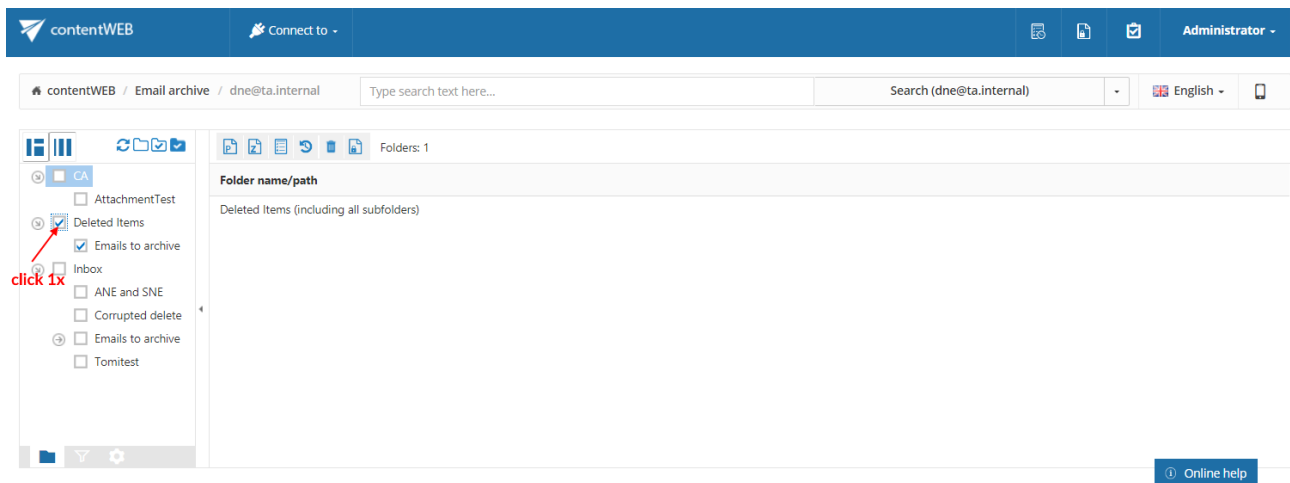 contentWEB Connect to Administrator
contentWEB / Email archive / dne@ta.internal Type search text here... Search (dne@ta.internal) English
Folders: 1
CA
Folder name/path
AttachmentTest
Deleted Items (including all subfolders)
Deleted Items
Emails to archive
Inbox
click 1x
ANE and SNE
Corrupted delete
Emails to archive
Tomitest
Online help